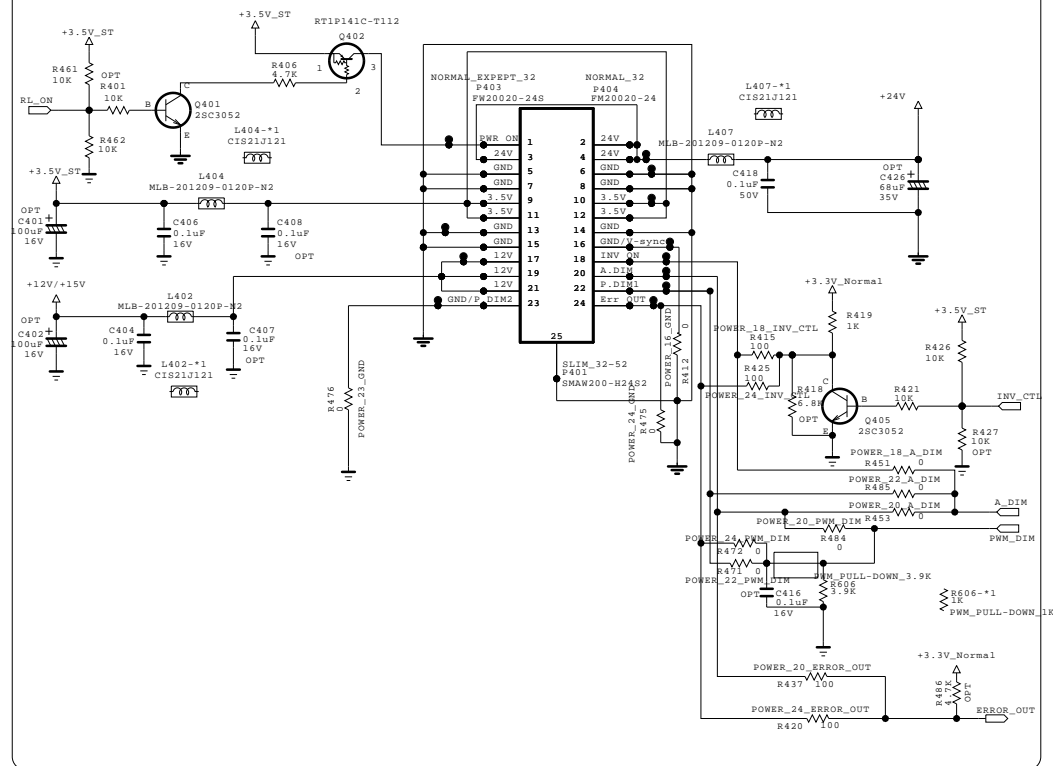 +3.5V_ST
RT1P141C-T112
Q402
1
3
2
+3.5V_ST
R461
10K
OPT
R401
10K
R406
4.7K
RL_ON
B
C
E
Q401
2SC3052
R462
10K
L404-*1
CIS21J121
+3.5V_ST
L404
MLB-201209-0120P-N2
OPT
C401
100uF
16V
C406
0.1uF
16V
C408
0.1uF
16V
OPT
+12V/+15V
L402
MLB-201209-0120P-N2
OPT
C402
100uF
16V
C404
0.1uF
16V
C407
0.1uF
16V
OPT
L402-*1
CIS21J121
NORMAL_EXPEPT_32
P403
FW20020-24S
NORMAL_32
P404
FM20020-24
PWR ON
1
2
24V
24V
3
4
24V
GND
5
6
GND
GND
7
8
GND
3.5V
9
10
3.5V
3.5V
11
12
3.5V
GND
13
14
GND
GND
15
16
GND/V-sync
12V
17
18
INV_ON
12V
19
20
A.DIM
12V
21
22
P.DIM1
GND/P.DIM2
23
24
Err OUT
25
SLIM_32-52
P401
SMAW200-H24S2
R476
0
POWER_23_GND
POWER_24_GND
R475
0
POWER_16_GND
R412
0
L407-*1
CIS21J121
+24V
L407
MLB-201209-0120P-N2
C418
0.1uF
50V
OPT
C426
68uF
35V
+3.3V_Normal
R419
1K
+3.5V_ST
R426
10K
POWER_18_INV_CTL
R415
100
R425
100
POWER_24_INV_CTL
R418
6.8K
OPT
C
B
E
Q405
2SC3052
R421
10K
INV_CTL
R427
10K
OPT
POWER_18_A_DIM
R451
0
POWER_22_A_DIM
R485
0
POWER_20_A_DIM
R453
0
A_DIM
POWER_20_PWM_DIM
R484
0
PWM_DIM
POWER_24_PWM_DIM
R472
0
R471
0
POWER_22_PWM_DIM
OPT
C416
0.1uF
16V
PWM_PULL-DOWN_3.9K
R606
3.9K
R606-*1
1K
PWM_PULL-DOWN_1K
+3.3V_Normal
POWER_20_ERROR_OUT
R437
100
R486
4.7K
OPT
POWER_24_ERROR_OUT
R420
100
ERROR_OUT